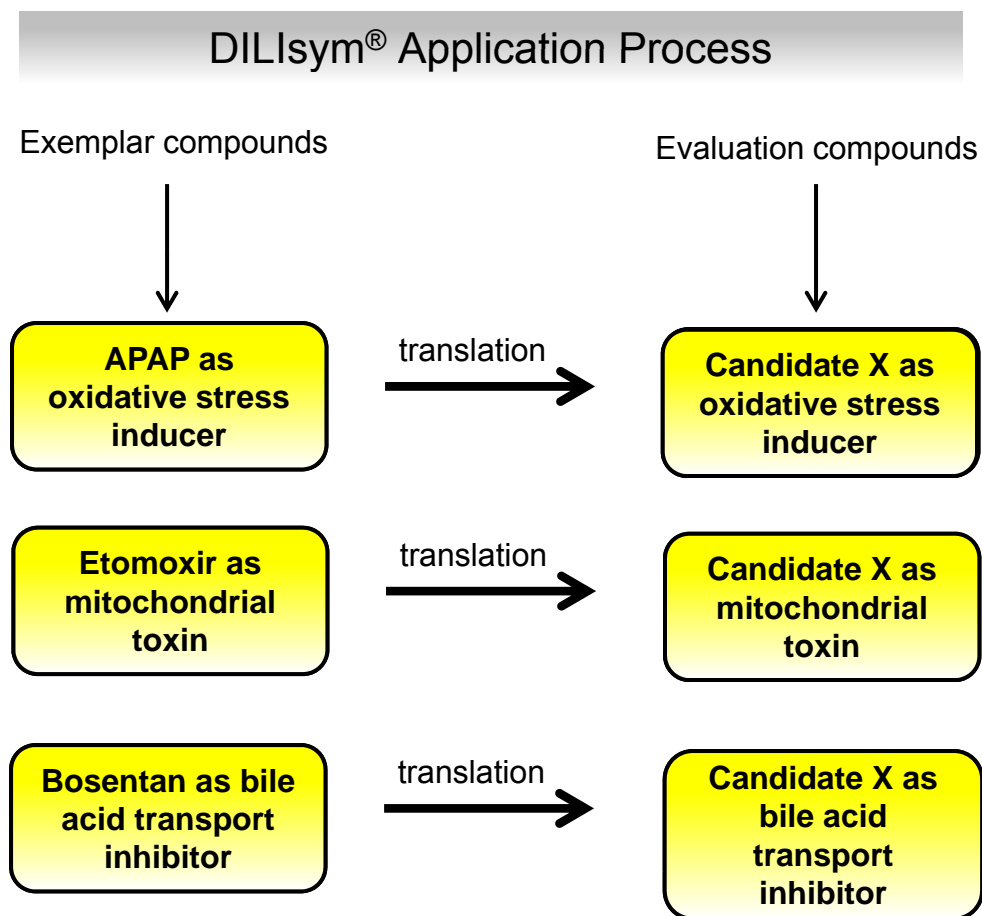 DILIsym® Application Process
Exemplar compounds
Evaluation compounds
APAP as
oxidative stress
inducer
translation
Candidate X as
oxidative stress
inducer
Etomoxir as
mitochondrial
toxin
translation
Candidate X as
mitochondrial
toxin
Bosentan as bile
acid transport
inhibitor
translation
Candidate X as
bile acid
transport
inhibitor